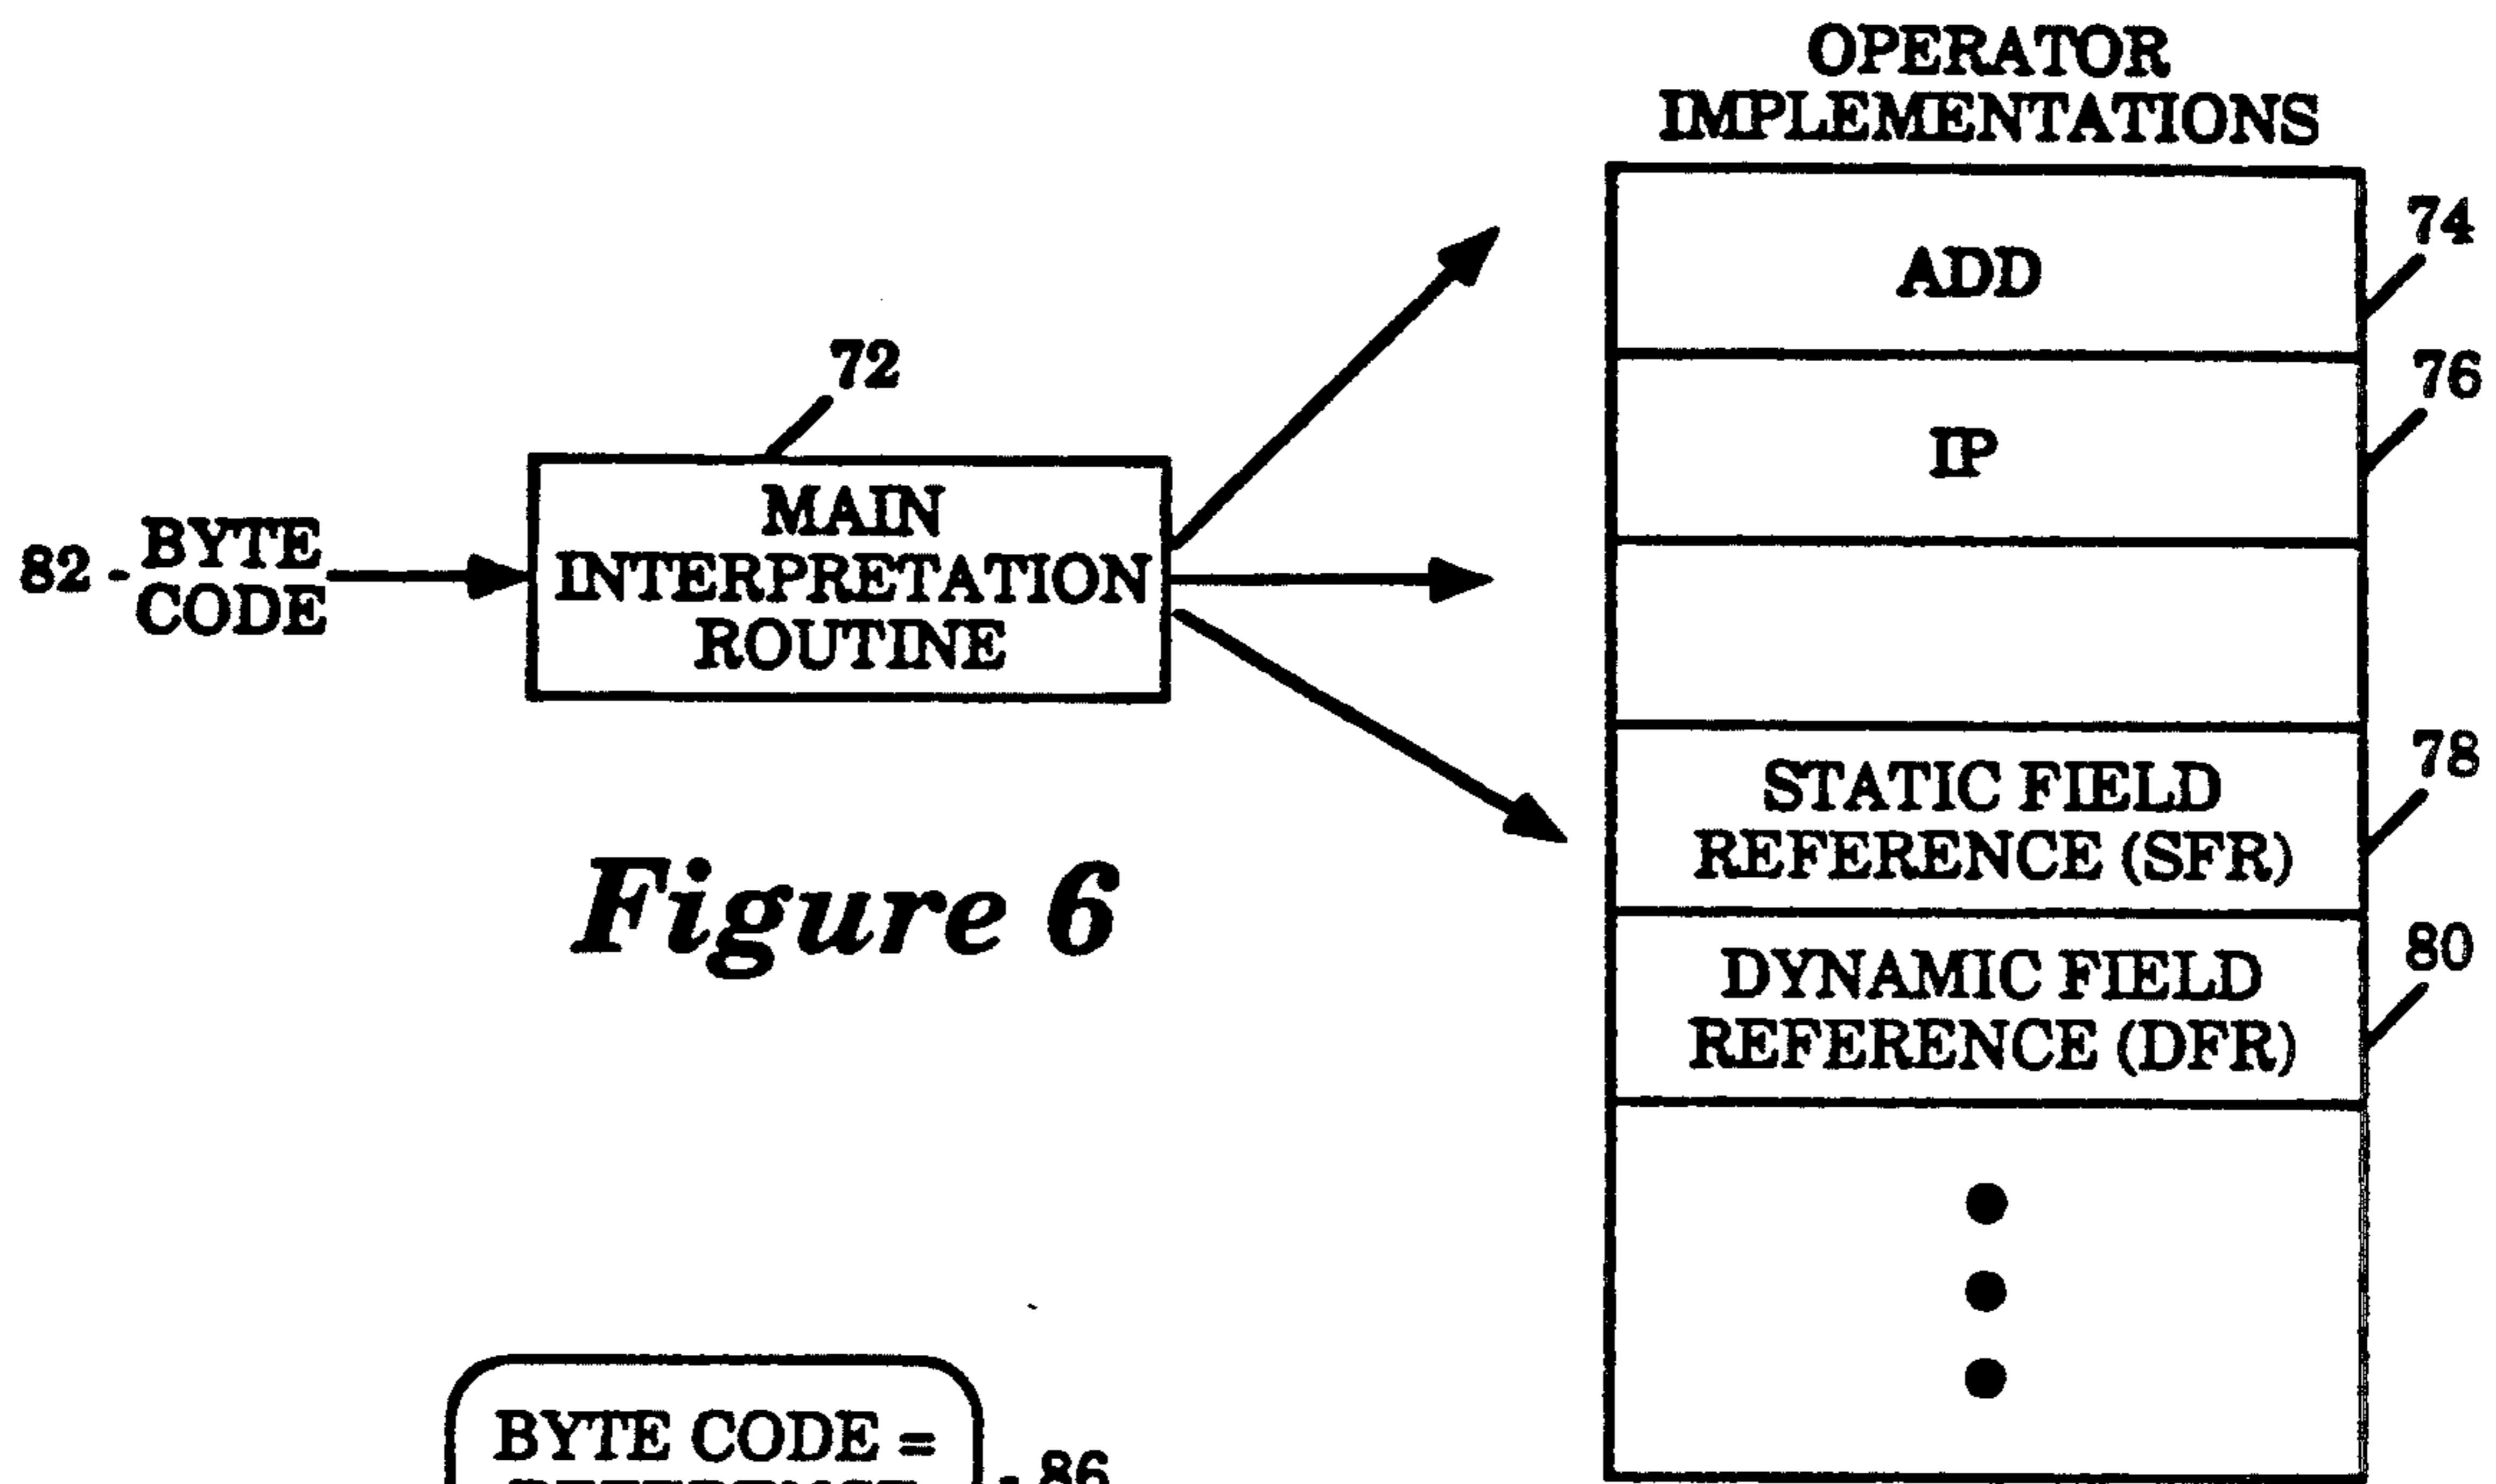 OPERATOR
IMPLEMENTATIONS
74
ADD
76
IP
72
MAIN
INTERPRETATION
ROUTINE
82 - BYTE
CODE
78
STATIC FIELD
REFERENCE (SFR)
80
DYNAMIC FIELD
REFERENCE (DFR)
Figure 6
BYTE CODE =
- 86